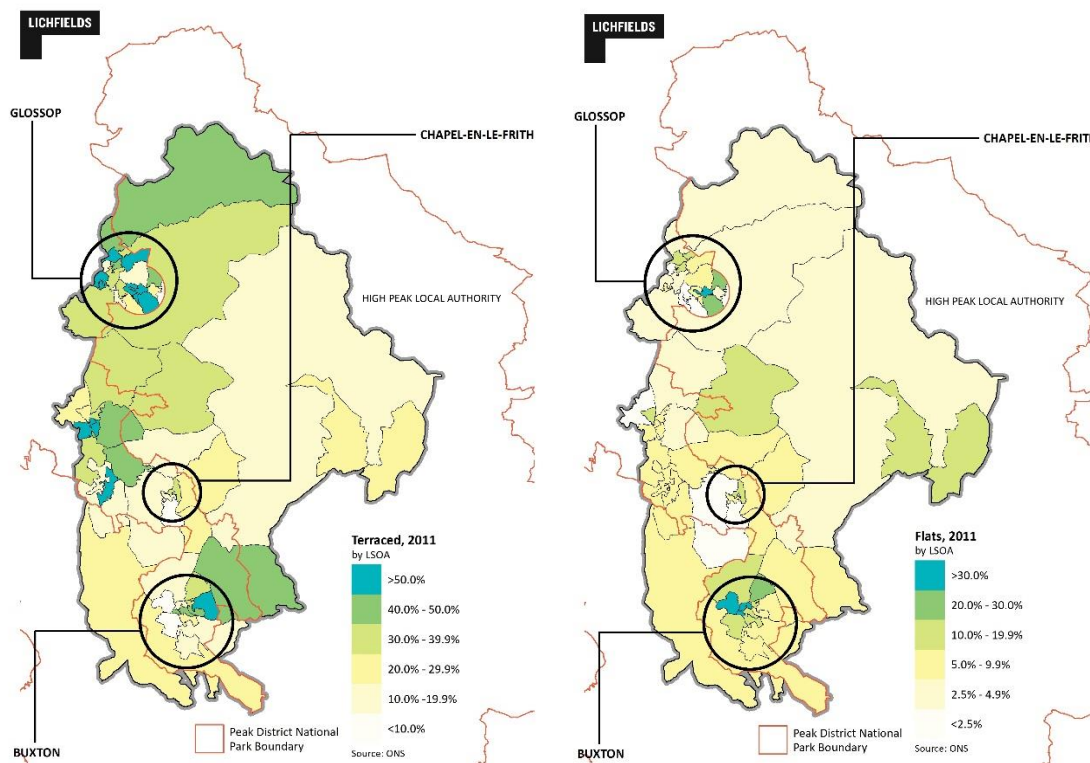 LICHFIELDS
GLOSSOP
CHAPEL-EN-LE-FRITH
HIGH PEAK LOCAL AUTHORITY
Terraced, 2011
by LSOA
>50.0%
40.0% - 50.0%
30.0% - 39.9%
20.0% - 29.9%
10.0% -19.9%
<10.0%
Peak District National
Park Boundary
Source: ONS
BUXTON
LICHFIELDS
GLOSSOP
CHAPEL-EN-LE-FRITH
HIGH PEAK LOCAL AUTHORITY
Flats, 2011
by LSOA
>30.0%
20.0% - 30.0%
10.0% - 19.9%
5.0% - 9.9%
2.5% - 4.9%
<2.5%
Peak District National
Park Boundary
Source: ONS
BUXTON